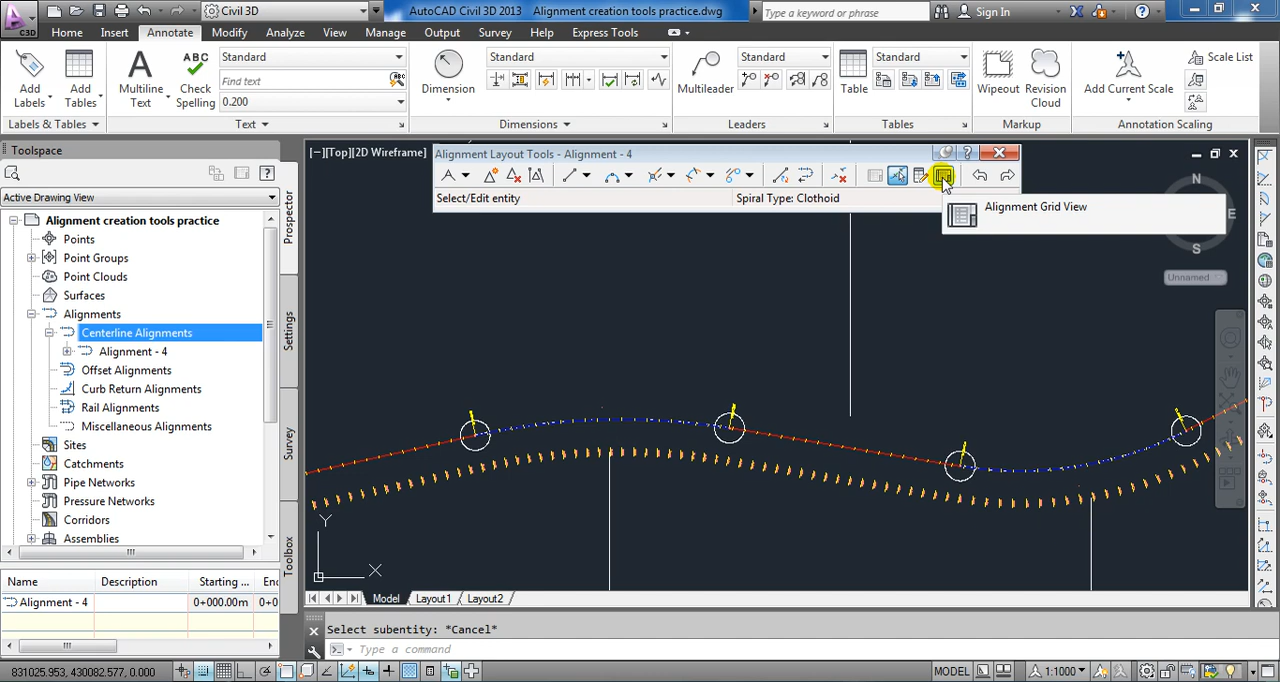 Civil 3D
AutoCAD Civil 3D 2013 Alignment creation tools practice.dwg
Type a keyword or phrase
Sign In
C3D
Home Insert Annotate Modify Analyze View Manage Output Survey Help Express Tools
Add
Labels
Add
Tables
Labels & Tables
Multiline
Text
ABC
Check
Spelling
Standard
Find text
0.200
Text
Dimension
Standard
Dimensions
Multileader
Standard
Leaders
Table
Standard
Tables
Wipeout
Revision
Cloud
Markup
Add Current Scale
Scale List
Annotation Scaling
Toolspace
Active Drawing View
Alignment creation tools practice
Points
Point Groups
Point Clouds
Surfaces
Alignments
Centerline Alignments
Alignment - 4
Offset Alignments
Curb Return Alignments
Rail Alignments
Miscellaneous Alignments
Sites
Catchments
Pipe Networks
Pressure Networks
Corridors
Assemblies
Prospector
Settings
Survey
Toolbox
Name Description Starting ... En
Alignment - 4 0+000.00m 0+0
[−][Top][2D Wireframe]
Alignment Layout Tools - Alignment - 4
Select/Edit entity Spiral Type: Clothoid
Alignment Grid View
N
E
S
Unnamed
Y
X
Model Layout1 Layout2
Select subentity: *Cancel*
Type a command
831025.953, 430082.577, 0.000
MODEL
1:1000